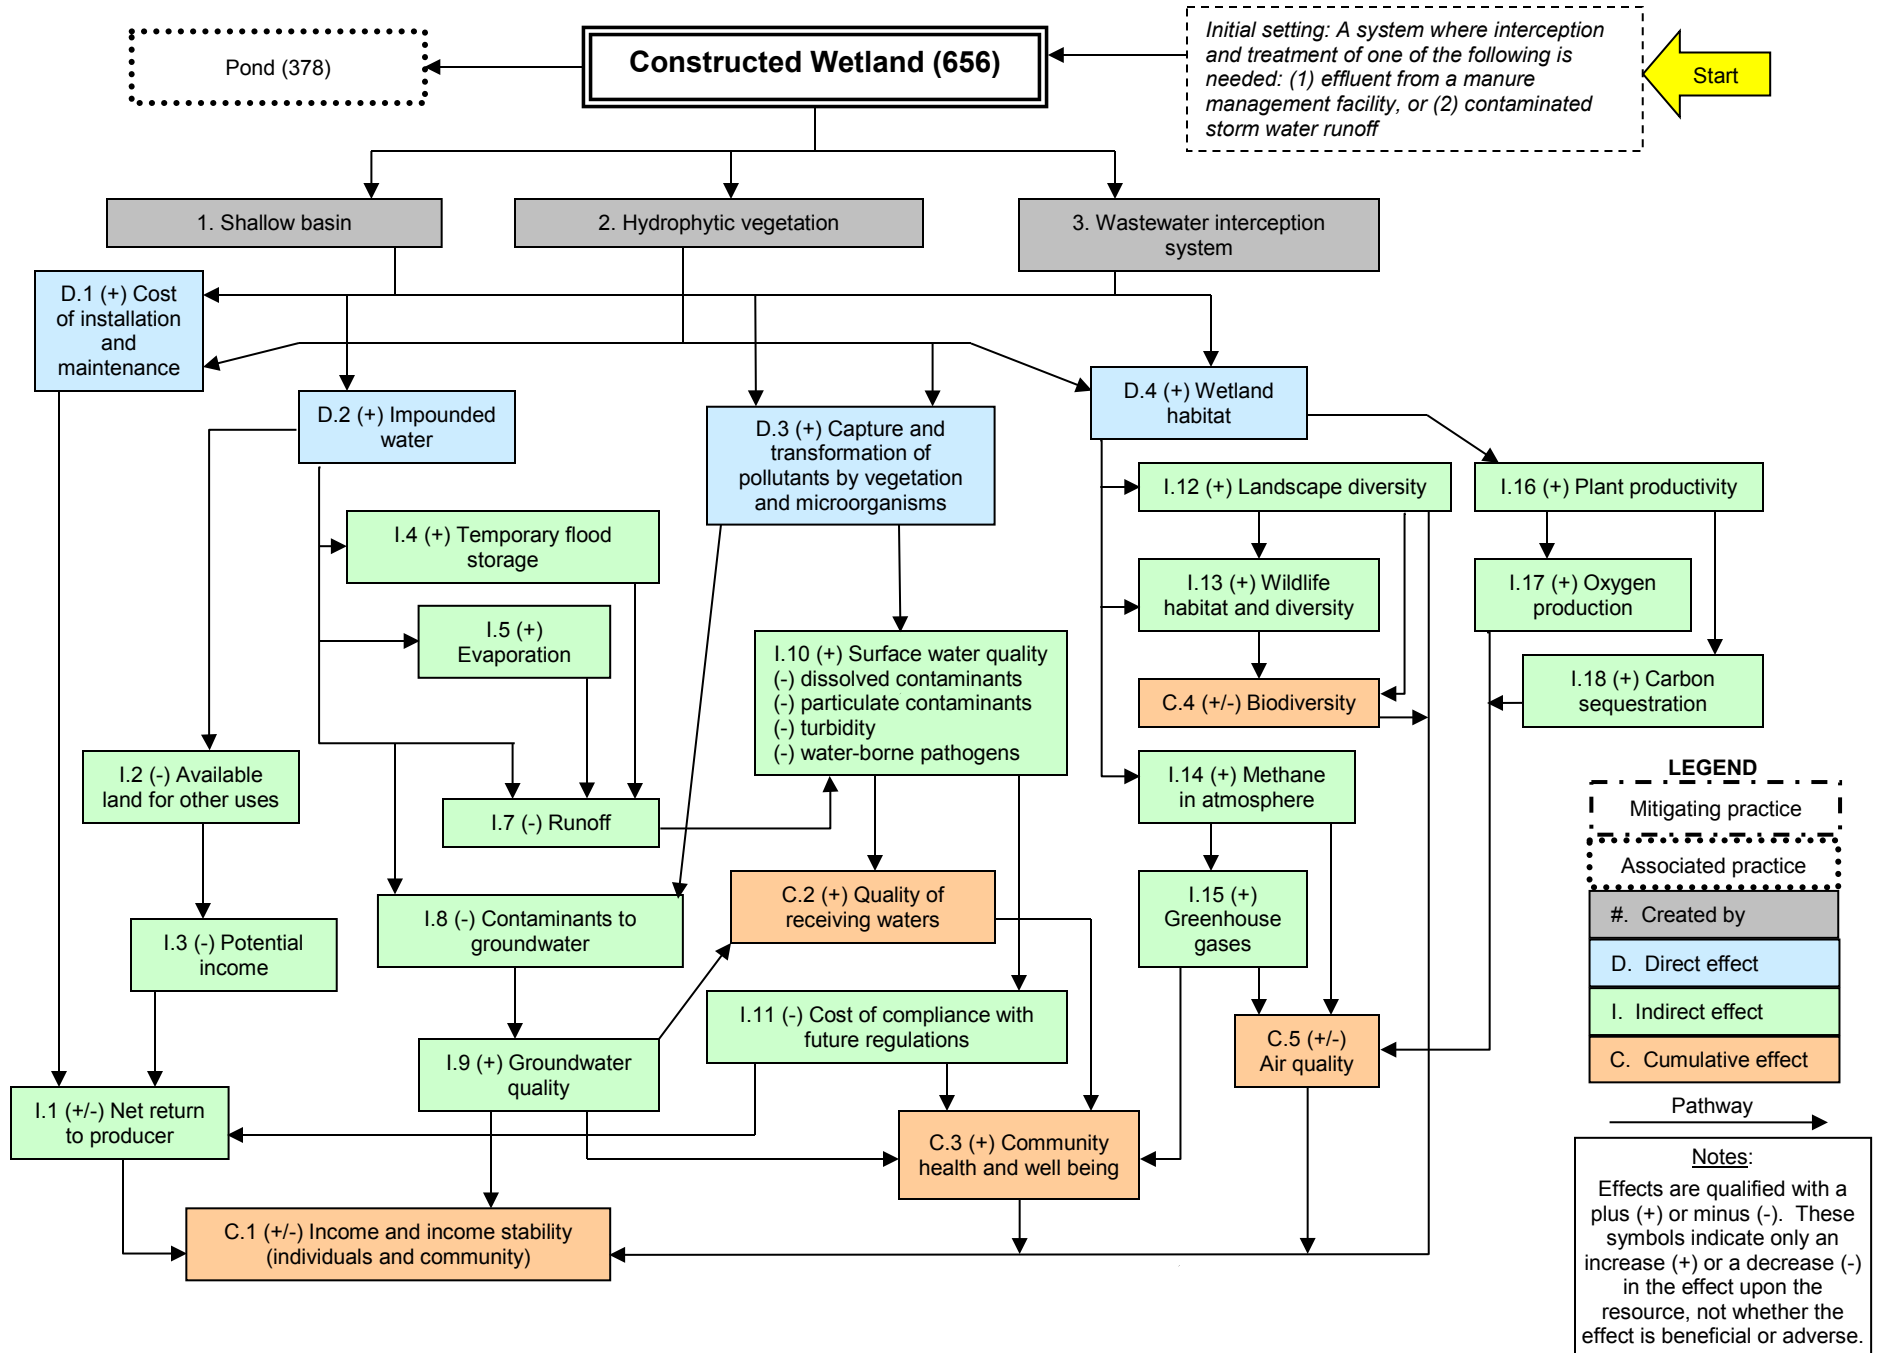 Pond (378)
Constructed Wetland (656)
Initial setting: A system where interception
and treatment of one of the following is
needed: (1) effluent from a manure
management facility, or (2) contaminated
storm water runoff
Start
1. Shallow basin
2. Hydrophytic vegetation
3. Wastewater interception
system
D.1 (+) Cost
of installation
and
maintenance
D.2 (+) Impounded
water
D.3 (+) Capture and
transformation of
pollutants by vegetation
and microorganisms
D.4 (+) Wetland
habitat
I.12 (+) Landscape diversity
I.16 (+) Plant productivity
I.4 (+) Temporary flood
storage
I.13 (+) Wildlife
habitat and diversity
I.17 (+) Oxygen
production
I.5 (+)
Evaporation
I.10 (+) Surface water quality
(-) dissolved contaminants
(-) particulate contaminants
(-) turbidity
(-) water-borne pathogens
C.4 (+/-) Biodiversity
I.18 (+) Carbon
sequestration
I.2 (-) Available
land for other uses
I.7 (-) Runoff
I.14 (+) Methane
in atmosphere
I.3 (-) Potential
income
I.8 (-) Contaminants to
groundwater
C.2 (+) Quality of
receiving waters
I.15 (+)
Greenhouse
gases
I.11 (-) Cost of compliance with
future regulations
I.9 (+) Groundwater
quality
C.5 (+/-)
Air quality
I.1 (+/-) Net return
to producer
C.3 (+) Community
health and well being
C.1 (+/-) Income and income stability
(individuals and community)
LEGEND
Mitigating practice
Associated practice
#. Created by
D. Direct effect
I. Indirect effect
C. Cumulative effect
Pathway
Notes:
Effects are qualified with a
plus (+) or minus (-). These
symbols indicate only an
increase (+) or a decrease (-)
in the effect upon the
resource, not whether the
effect is beneficial or adverse.